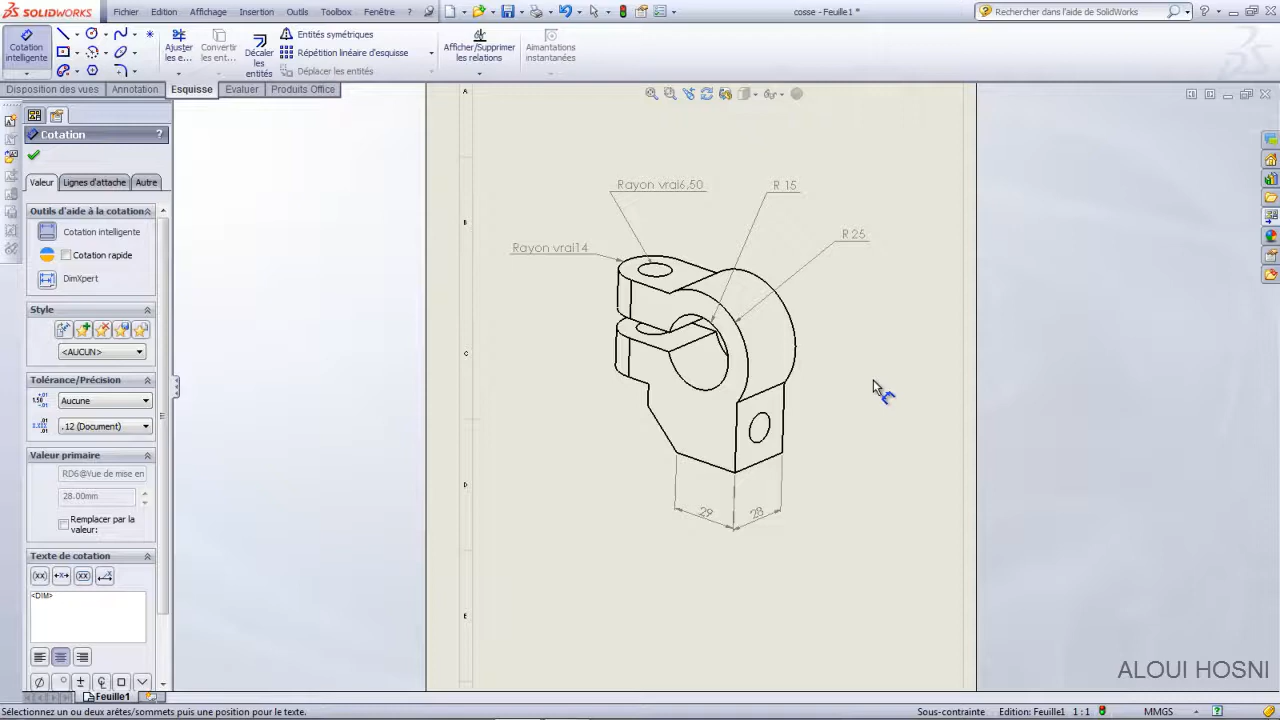 SOLIDWORKS
Fichier Edition Affichage Insertion Outils Toolbox Fenêtre
cosse - Feuille1 *
Rechercher dans l'aide de SolidWorks
Cotation intelligente
Ajuster les e...
Convertir les ent...
Décaler les entités
Entités symétriques
Répétition linéaire d'esquisse
Déplacer les entités
Afficher/Supprimer les relations
Aimantations instantanées
Disposition des vues Annotation Esquisse Evaluer Produits Office
Cotation ?
Valeur Lignes d'attache Autre
Outils d'aide à la cotation
Cotation intelligente
Cotation rapide
DimXpert
Style
<AUCUN>
Tolérance/Précision
Aucune
.12 (Document)
Valeur primaire
RD6@Vue de mise en
28.00mm
Remplacer par la valeur:
Texte de cotation
<DIM>
A
B
C
D
E
Rayon vrai6,50
R 15
R 25
Rayon vrai14
29
28
ALOUI HOSNI
Feuille1
Sélectionnez un ou deux arêtes/sommets puis une position pour le texte.
Sous-contrainte
Edition: Feuille1
1 : 1
MMGS